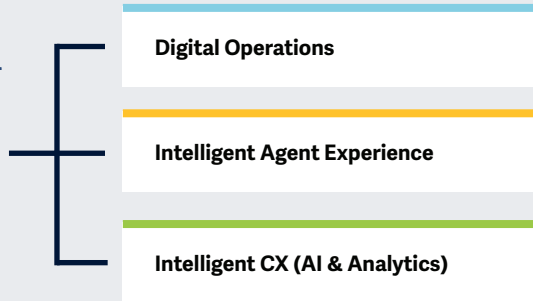 Digital Operations
Intelligent Agent Experience
Intelligent CX (AI & Analytics)